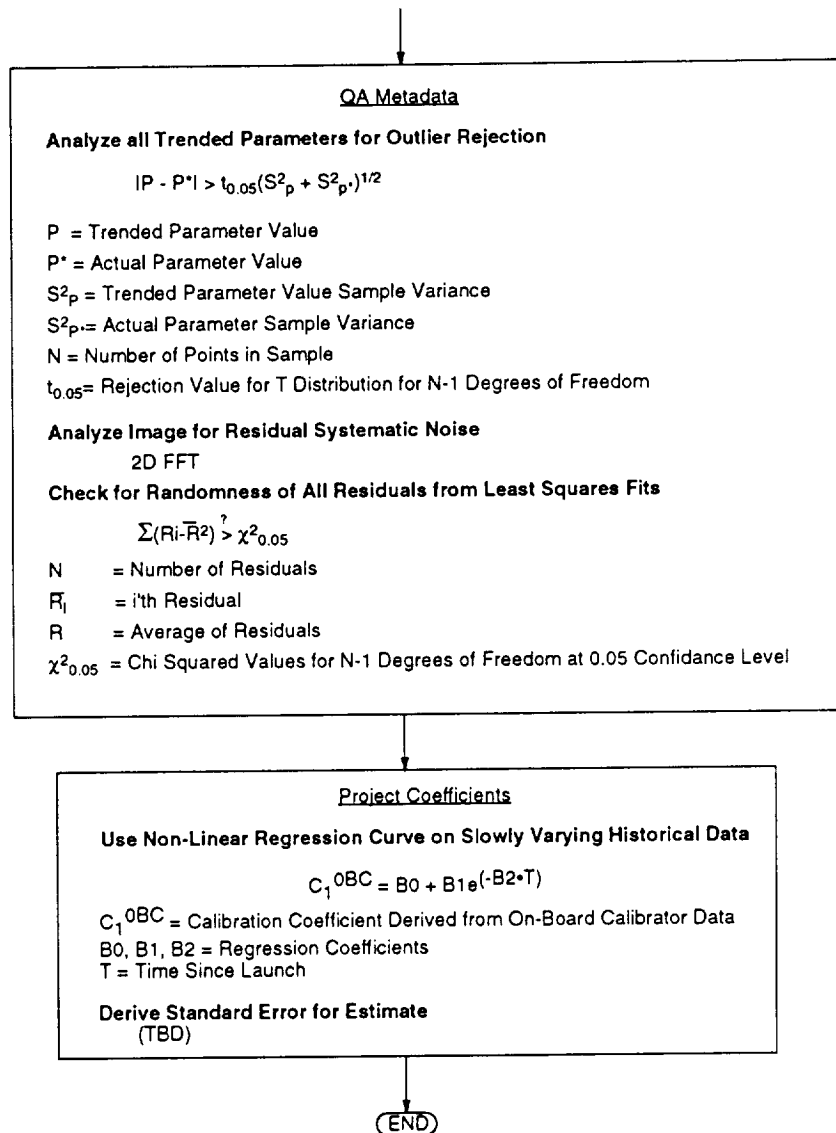 QA Metadata
Analyze all Trended Parameters for Outlier Rejection
|P - P*| > t0.05(S²p + S²p*)1/2
P = Trended Parameter Value
P* = Actual Parameter Value
S²P = Trended Parameter Value Sample Variance
S²P*= Actual Parameter Sample Variance
N = Number of Points in Sample
t0.05= Rejection Value for T Distribution for N-1 Degrees of Freedom
Analyze Image for Residual Systematic Noise
2D FFT
Check for Randomness of All Residuals from Least Squares Fits
Σ(Ri-R̅²) >? χ²0.05
N = Number of Residuals
R̅i = i'th Residual
R = Average of Residuals
χ²0.05 = Chi Squared Values for N-1 Degrees of Freedom at 0.05 Confidance Level
Project Coefficients
Use Non-Linear Regression Curve on Slowly Varying Historical Data
C1^OBC = B0 + B1e^(-B2•T)
C1^OBC = Calibration Coefficient Derived from On-Board Calibrator Data
B0, B1, B2 = Regression Coefficients
T = Time Since Launch
Derive Standard Error for Estimate
(TBD)
END